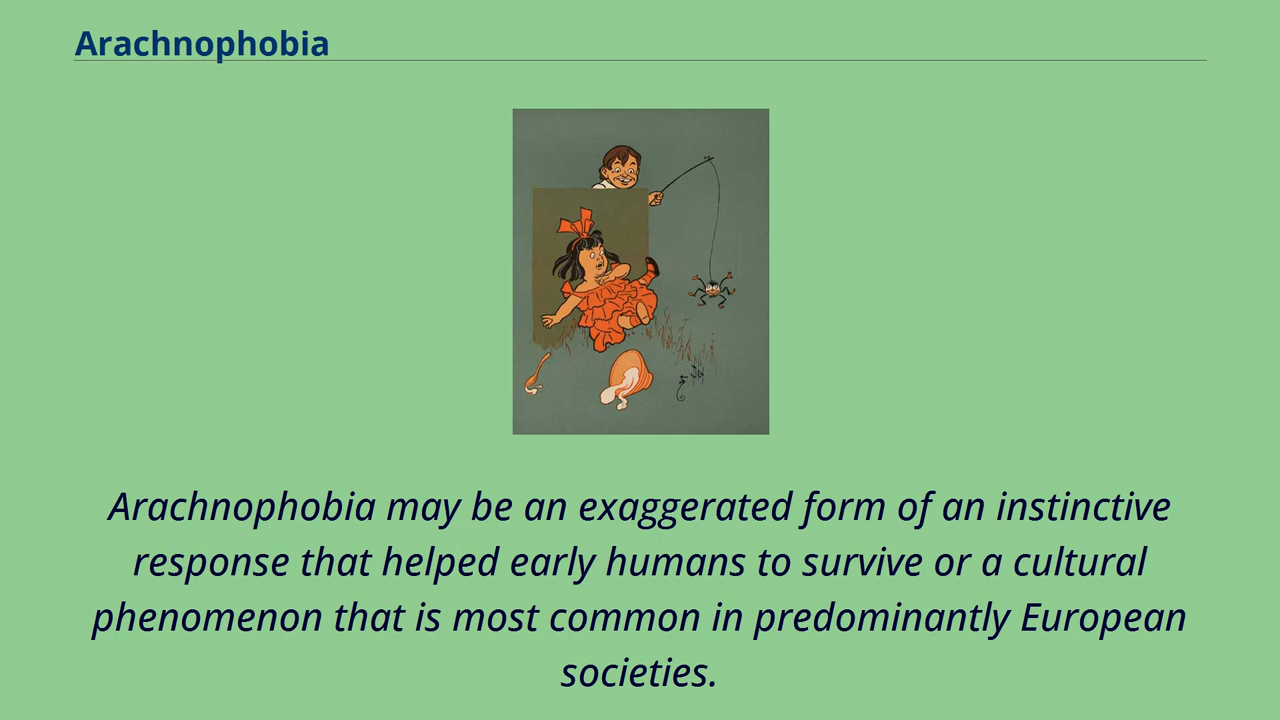 Arachnophobia
Arachnophobia may be an exaggerated form of an instinctive
response that helped early humans to survive or a cultural
phenomenon that is most common in predominantly European
societies.